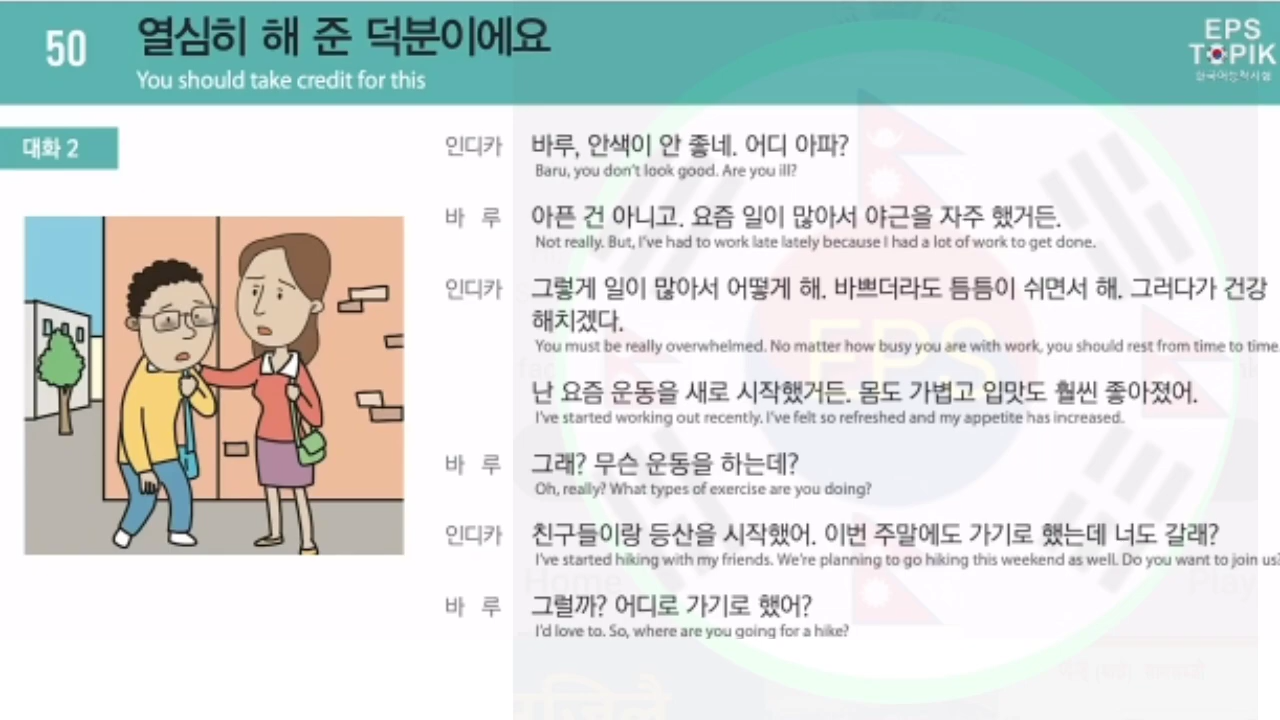 50
열심히 해 준 덕분이에요
You should take credit for this
EPS
TOPIK
한국어능력시험
대화 2
인디카 바루, 안색이 안 좋네. 어디 아파?
Baru, you don't look good. Are you ill?
바 루 아픈 건 아니고. 요즘 일이 많아서 야근을 자주 했거든.
Not really. But, I've had to work late lately because I had a lot of work to get done.
인디카 그렇게 일이 많아서 어떻게 해. 바쁘더라도 틈틈이 쉬면서 해. 그러다가 건강
해치겠다.
You must be really overwhelmed. No matter how busy you are with work, you should rest from time to time.
난 요즘 운동을 새로 시작했거든. 몸도 가볍고 입맛도 훨씬 좋아졌어.
I've started working out recently. I've felt so refreshed and my appetite has increased.
바 루 그래? 무슨 운동을 하는데?
Oh, really? What types of exercise are you doing?
인디카 친구들이랑 등산을 시작했어. 이번 주말에도 가기로 했는데 너도 갈래?
I've started hiking with my friends. We're planning to go hiking this weekend as well. Do you want to join us?
바 루 그럴까? 어디로 가기로 했어?
I'd love to. So, where are you going for a hike?
EPS
Home
Play